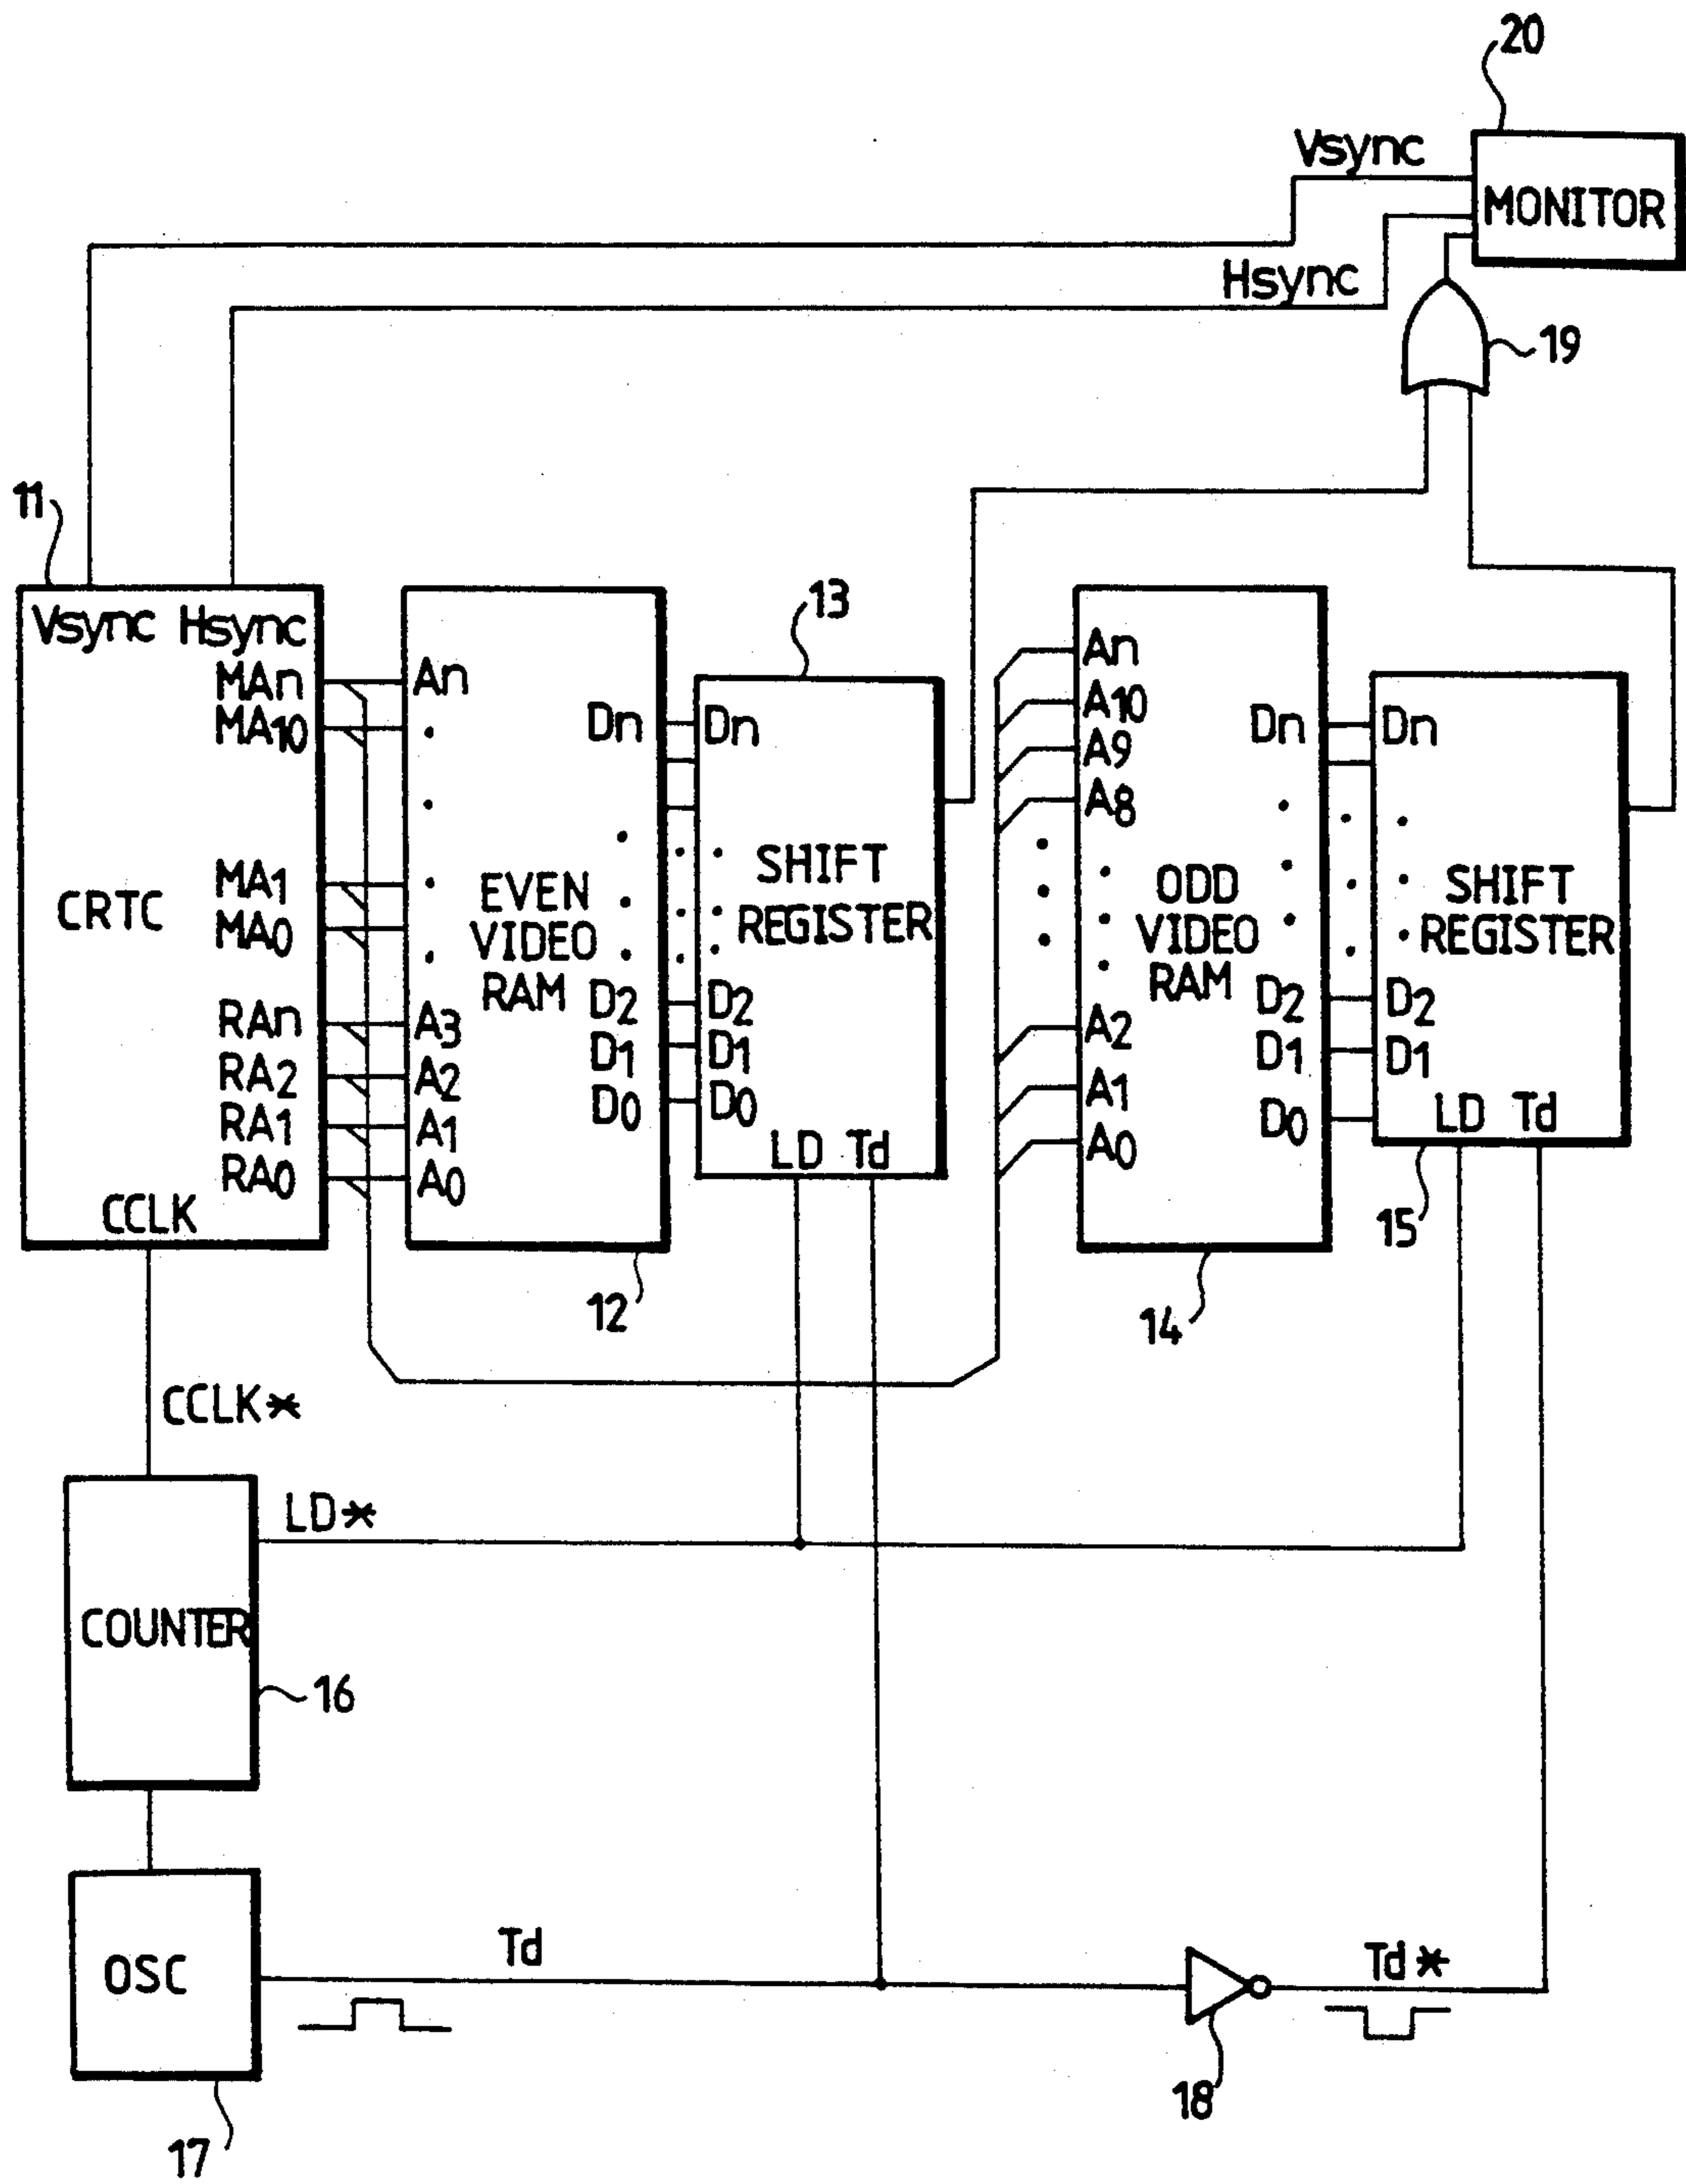 20
Vsync
MONITOR
Hsync
19
11
13
Vsync Hsync
MAn
MA10
MA1
MA0
RAn
RA2
RA1
RA0
CRTC
CCLK
An
A3
A2
A1
A0
EVEN
VIDEO
RAM
Dn
D2
D1
D0
12
Dn
D2
D1
D0
SHIFT
REGISTER
LD Td
An
A10
A9
A8
A2
A1
A0
ODD
VIDEO
RAM
Dn
D2
D1
D0
14
Dn
D2
D1
SHIFT
REGISTER
LD Td
15
CCLK*
LD*
COUNTER
16
OSC
Td
Td*
18
17